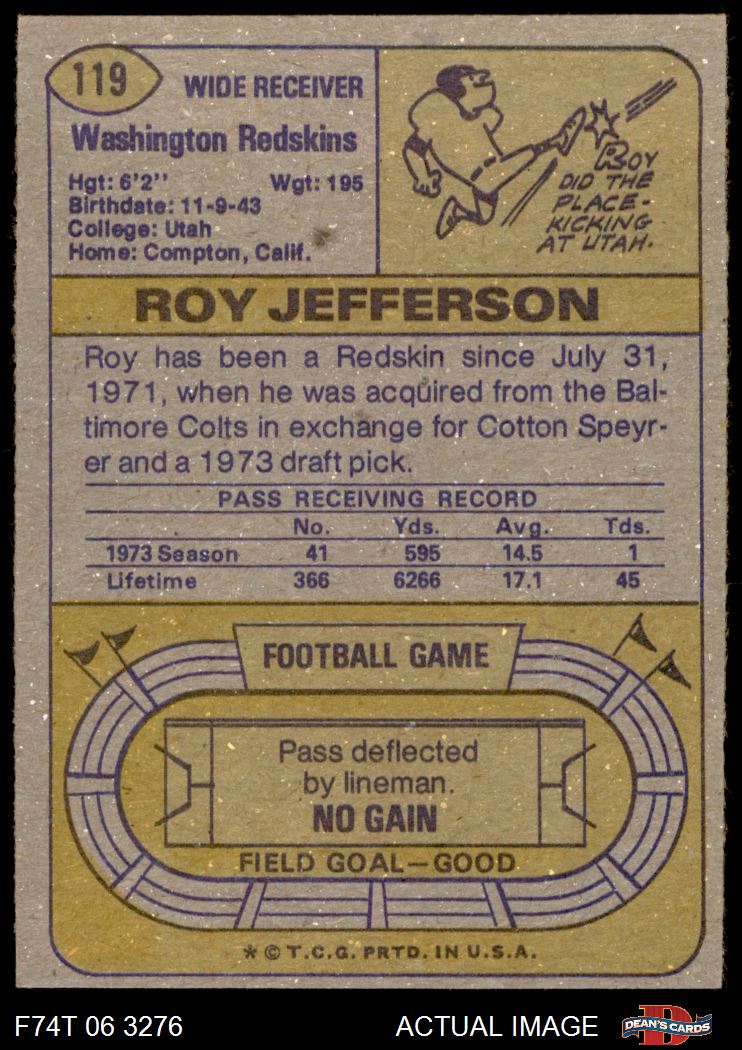 119
WIDE RECEIVER
Washington Redskins
Hgt: 6'2'' Wgt: 195
Birthdate: 11-9-43
College: Utah
Home: Compton, Calif.
ROY
DID THE
PLACE-
KICKING
AT UTAH.
ROY JEFFERSON
Roy has been a Redskin since July 31,
1971, when he was acquired from the Bal-
timore Colts in exchange for Cotton Speyr-
er and a 1973 draft pick.
PASS RECEIVING RECORD
No. Yds. Avg. Tds.
1973 Season 41 595 14.5 1
Lifetime 366 6266 17.1 45
FOOTBALL GAME
Pass deflected
by lineman.
NO GAIN
FIELD GOAL—GOOD
* © T.C.G. PRTD. IN U.S.A.
F74T 06 3276 ACTUAL IMAGE D DEAN'S CARDS